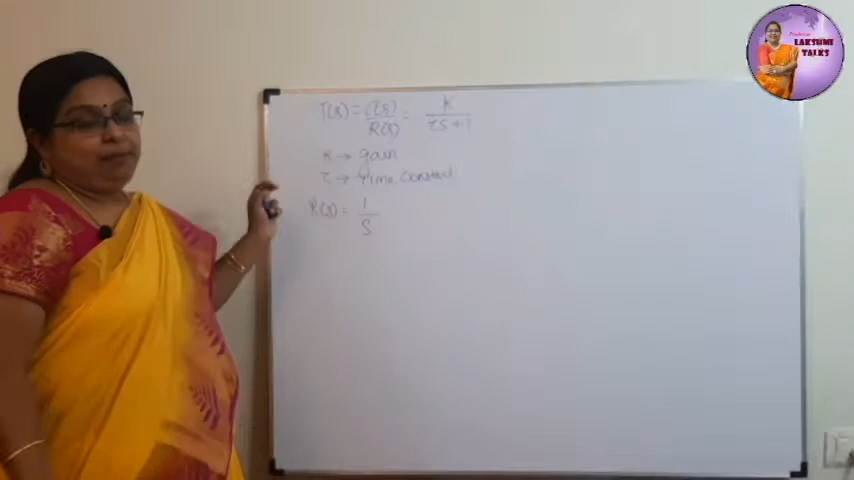 T(s) = C(s)/R(s) = K/τs+1
K → gain
τ → Time Constant
R(s) = 1/s
LAKSHMI
TALKS